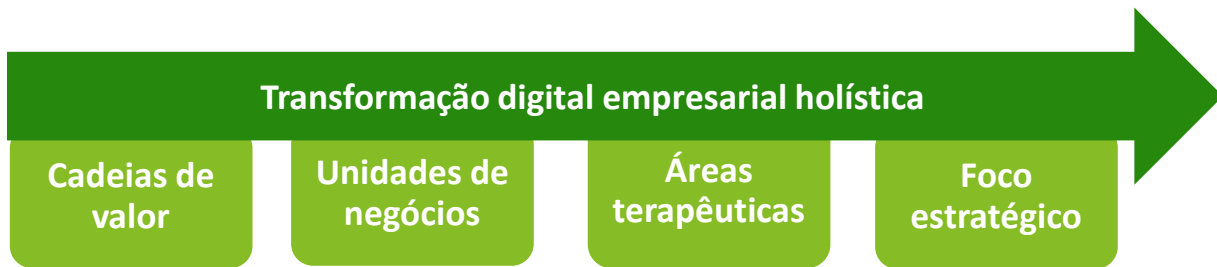 Transformação digital empresarial holística
Cadeias de
valor
Unidades de
negócios
Áreas
terapêuticas
Foco
estratégico